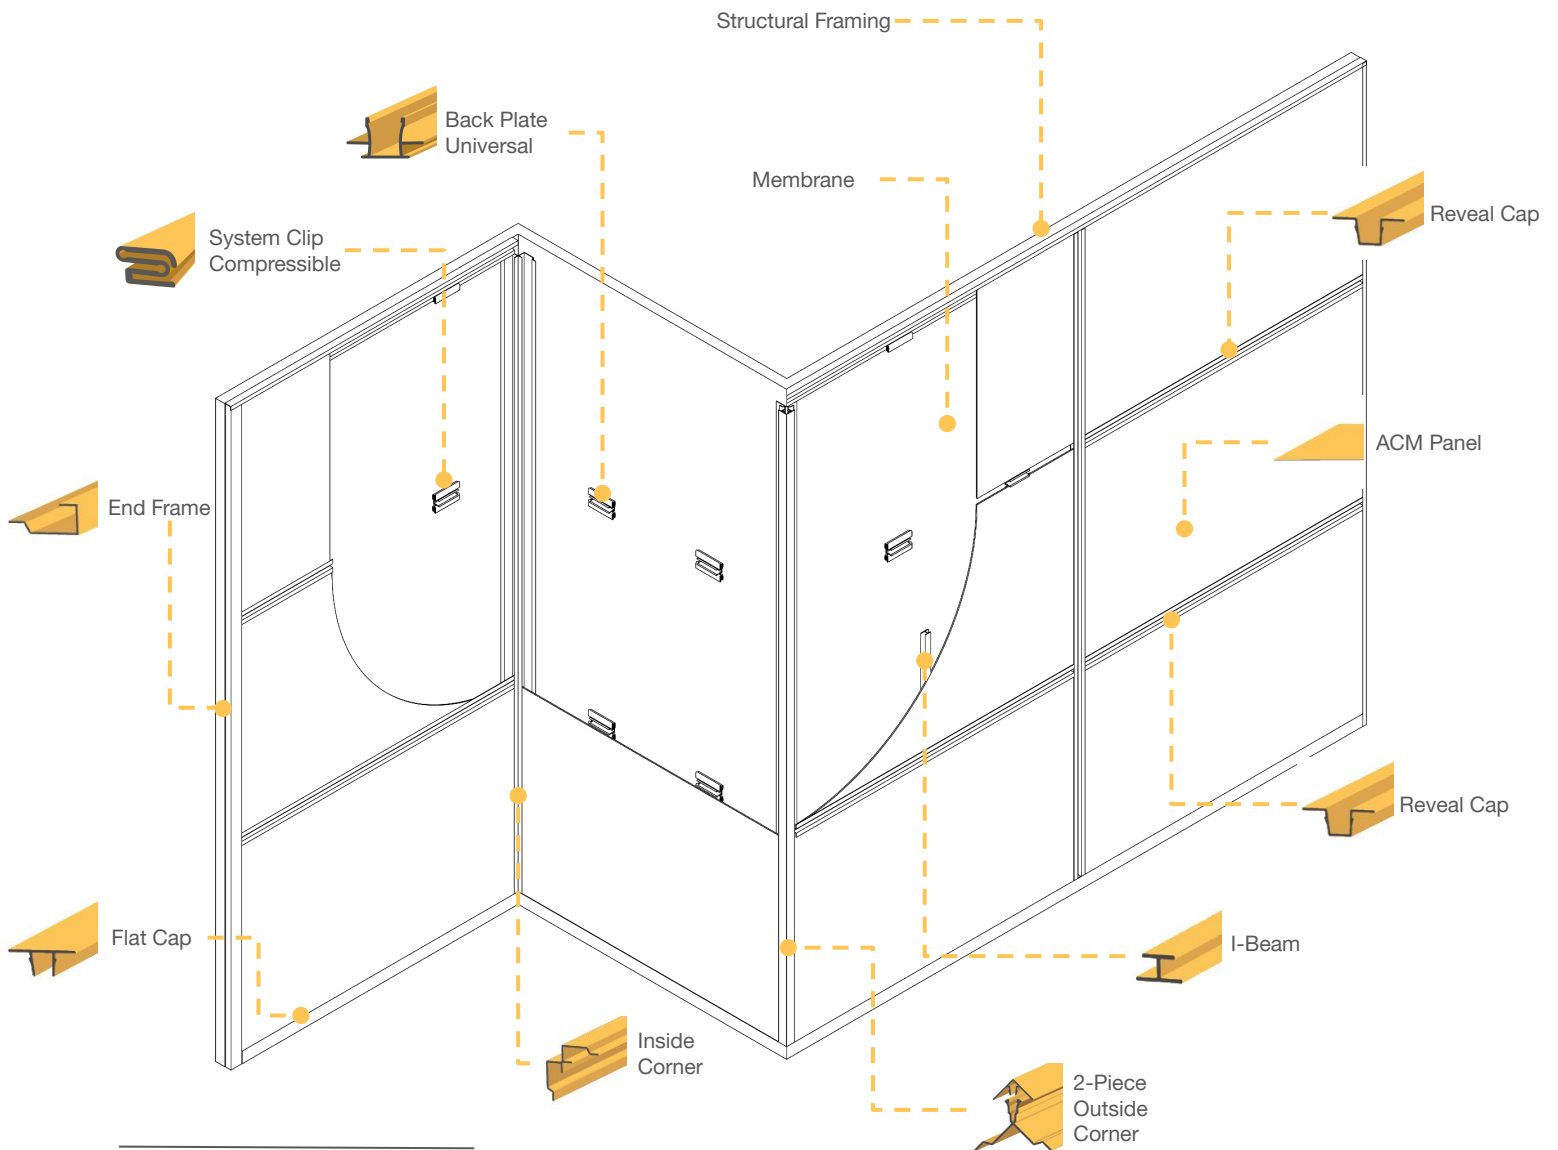 Structural Framing
Back Plate
Universal
Membrane
Reveal Cap
System Clip
Compressible
ACM Panel
End Frame
Reveal Cap
Flat Cap
I-Beam
Inside
Corner
2-Piece
Outside
Corner